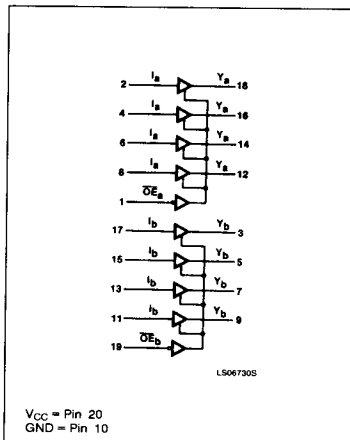 2 Ia Ya 18
4 Ia Ya 16
6 Ia Ya 14
8 Ia Ya 12
1 OEa
17 Ib Yb 3
15 Ib Yb 5
13 Ib Yb 7
11 Ib Yb 9
19 OEb
LS06730S
VCC = Pin 20
GND = Pin 10